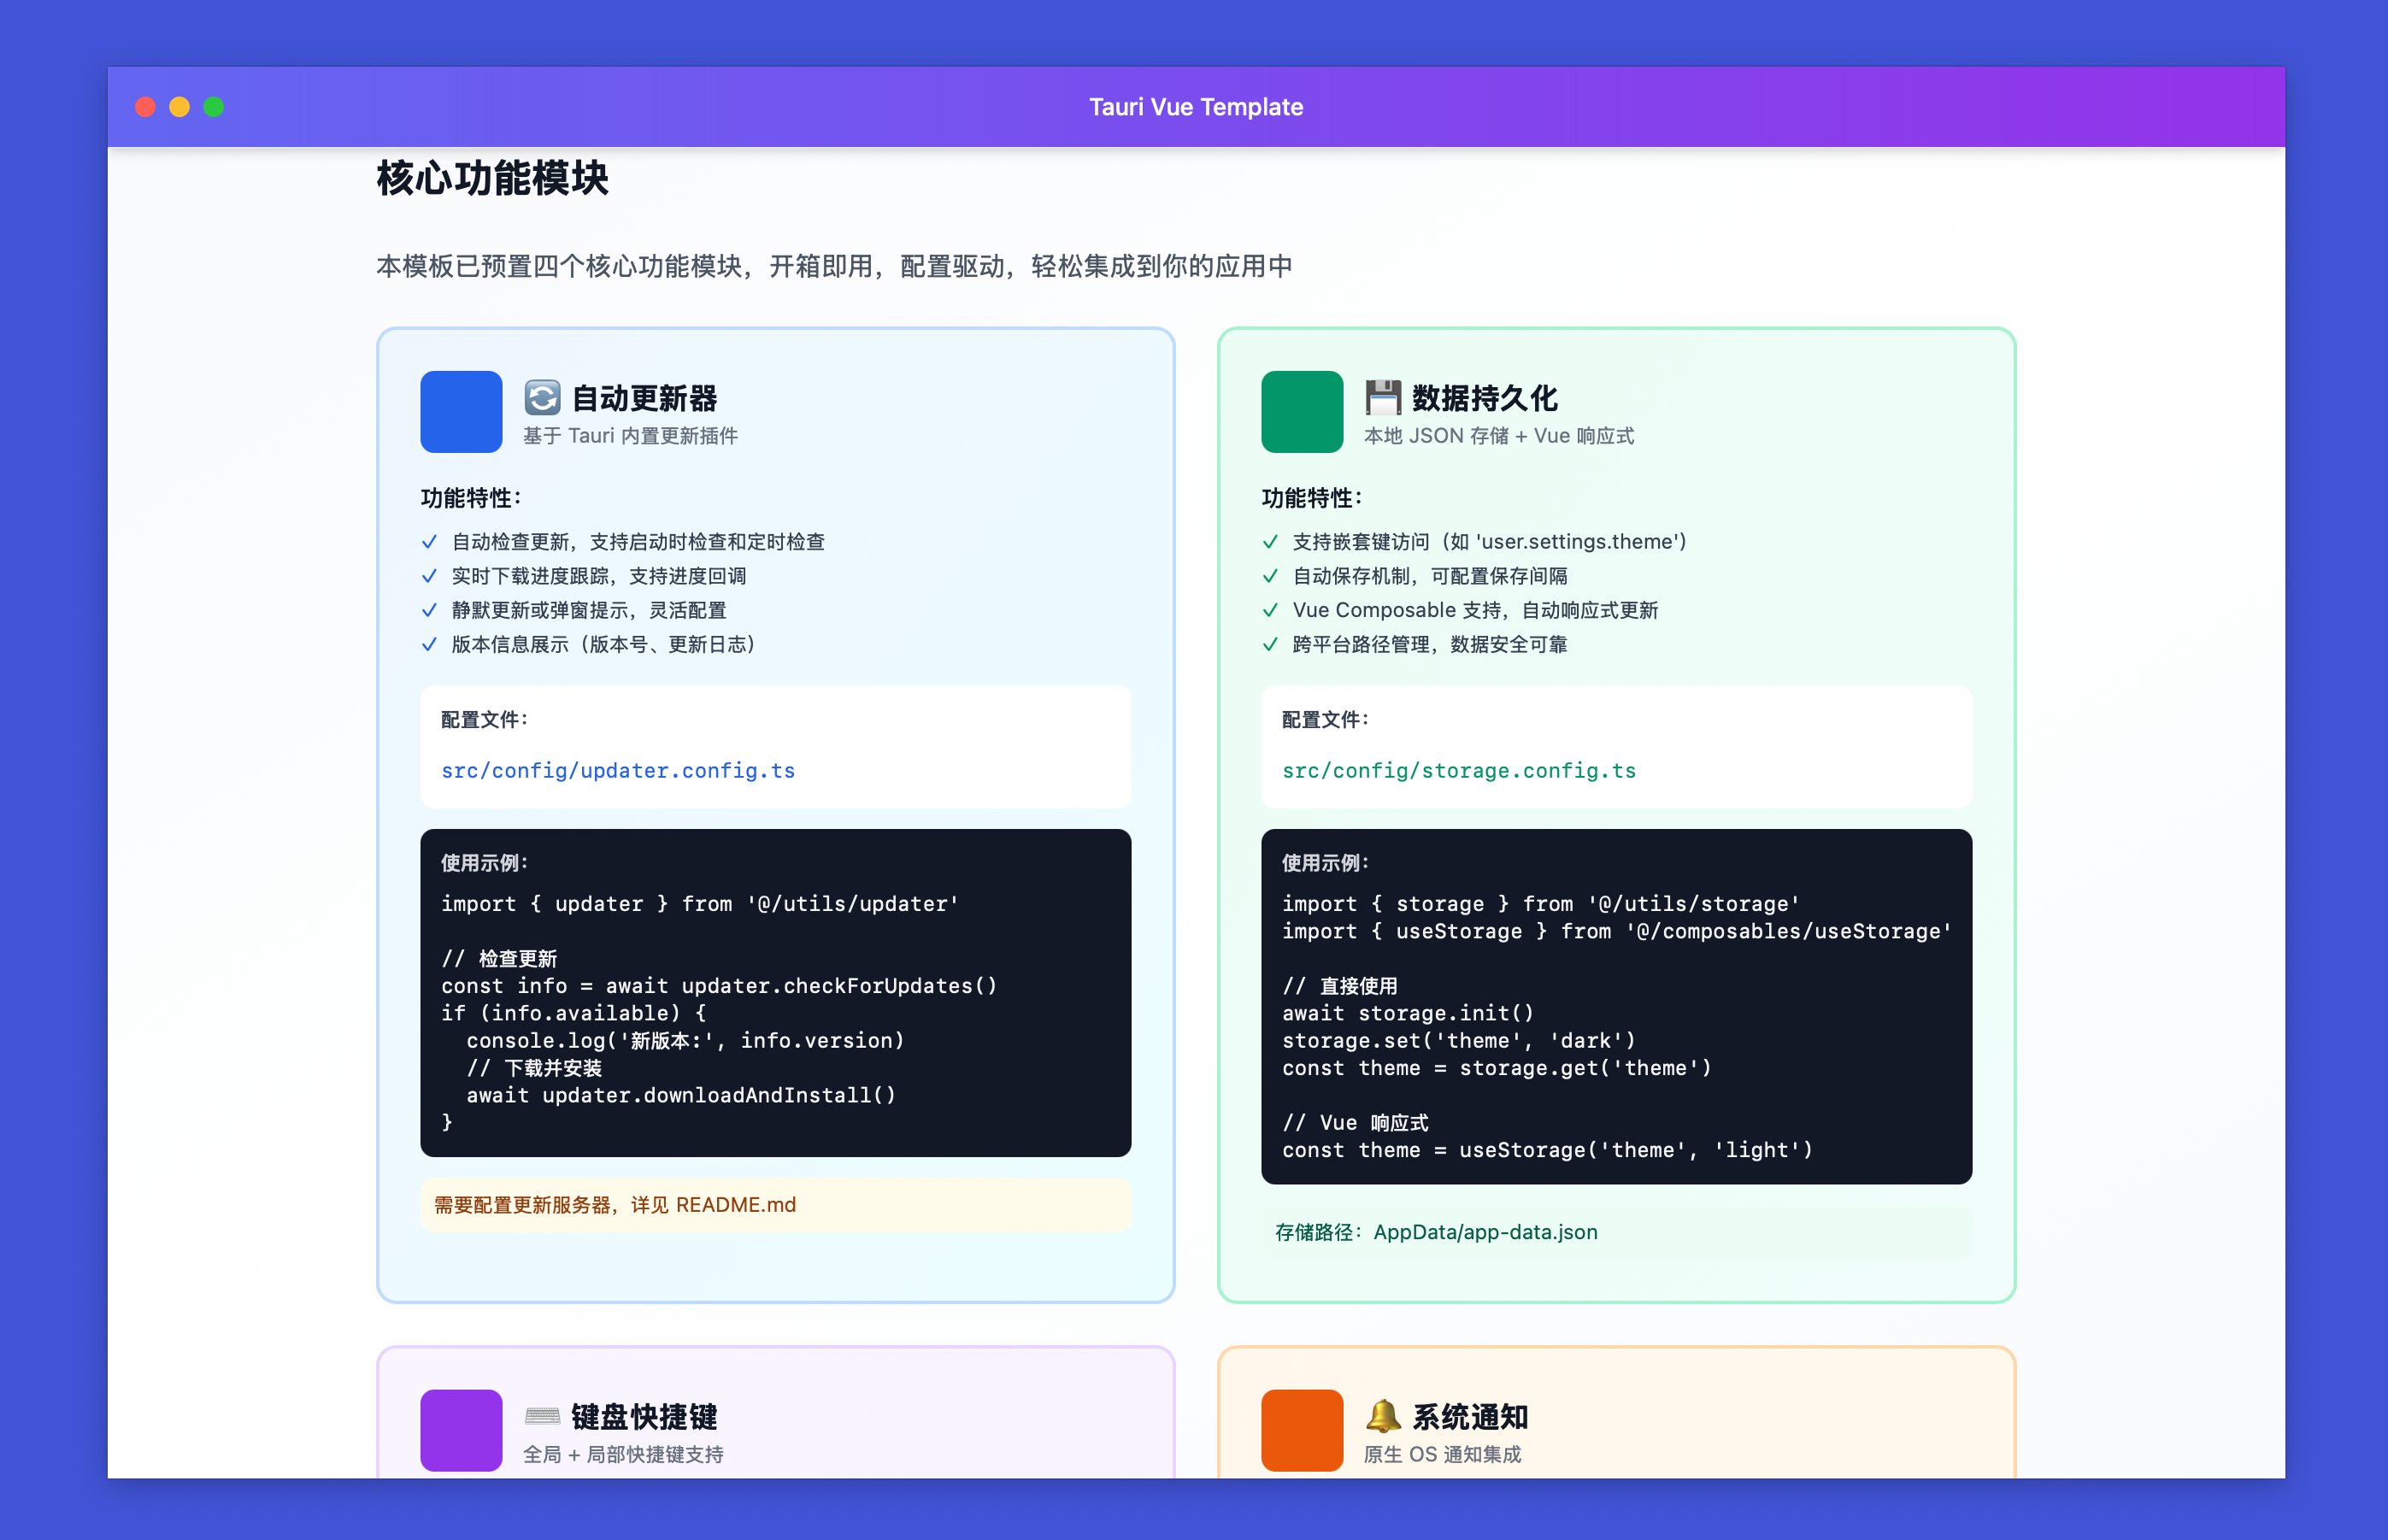 Tauri Vue Template
核心功能模块
本模板已预置四个核心功能模块，开箱即用，配置驱动，轻松集成到你的应用中
🔄 自动更新器
基于 Tauri 内置更新插件
功能特性：
✓ 自动检查更新，支持启动时检查和定时检查
✓ 实时下载进度跟踪，支持进度回调
✓ 静默更新或弹窗提示，灵活配置
✓ 版本信息展示（版本号、更新日志）
配置文件：
src/config/updater.config.ts
使用示例：
import { updater } from '@/utils/updater'
// 检查更新
const info = await updater.checkForUpdates()
if (info.available) {
  console.log('新版本:', info.version)
  // 下载并安装
  await updater.downloadAndInstall()
}
需要配置更新服务器，详见 README.md
💾 数据持久化
本地 JSON 存储 + Vue 响应式
功能特性：
✓ 支持嵌套键访问（如 'user.settings.theme'）
✓ 自动保存机制，可配置保存间隔
✓ Vue Composable 支持，自动响应式更新
✓ 跨平台路径管理，数据安全可靠
配置文件：
src/config/storage.config.ts
使用示例：
import { storage } from '@/utils/storage'
import { useStorage } from '@/composables/useStorage'
// 直接使用
await storage.init()
storage.set('theme', 'dark')
const theme = storage.get('theme')
// Vue 响应式
const theme = useStorage('theme', 'light')
存储路径：AppData/app-data.json
⌨️ 键盘快捷键
全局 + 局部快捷键支持
🔔 系统通知
原生 OS 通知集成